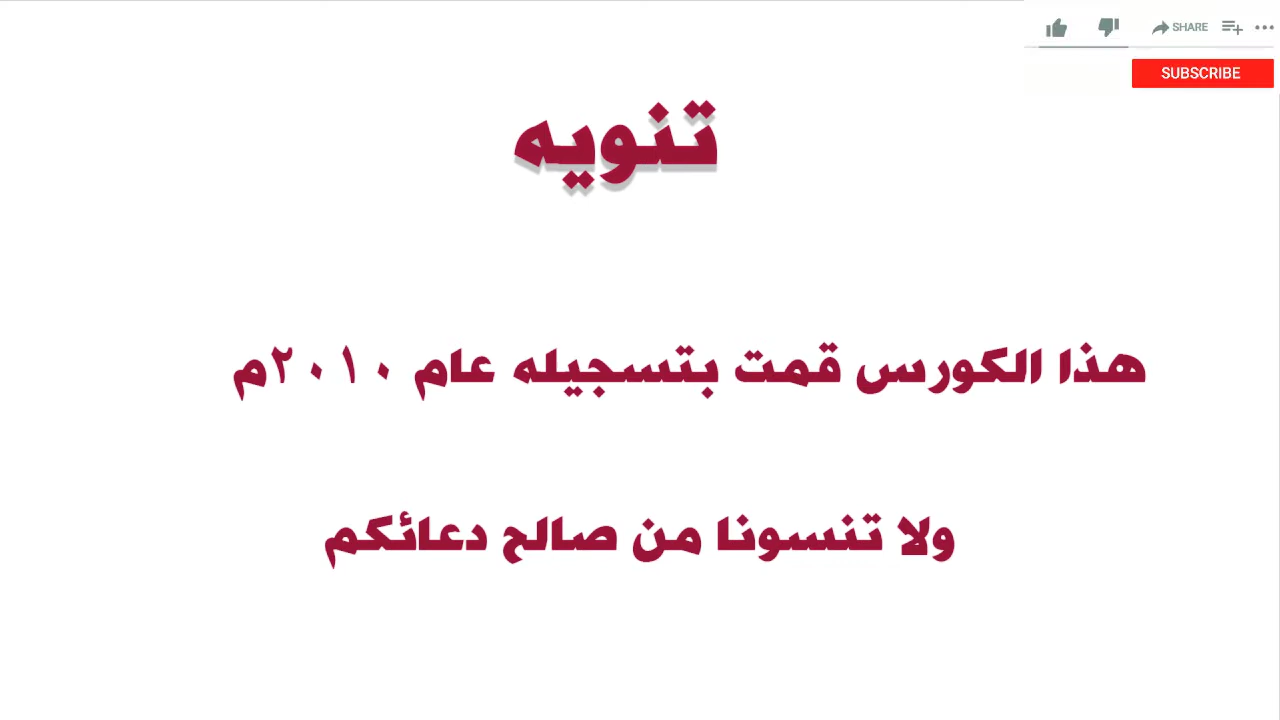 SHARE
SUBSCRIBE
تنويه
هذا الكورس قمت بتسجيله عام ٢٠١٠م
ولا تنسونا من صالح دعائكم